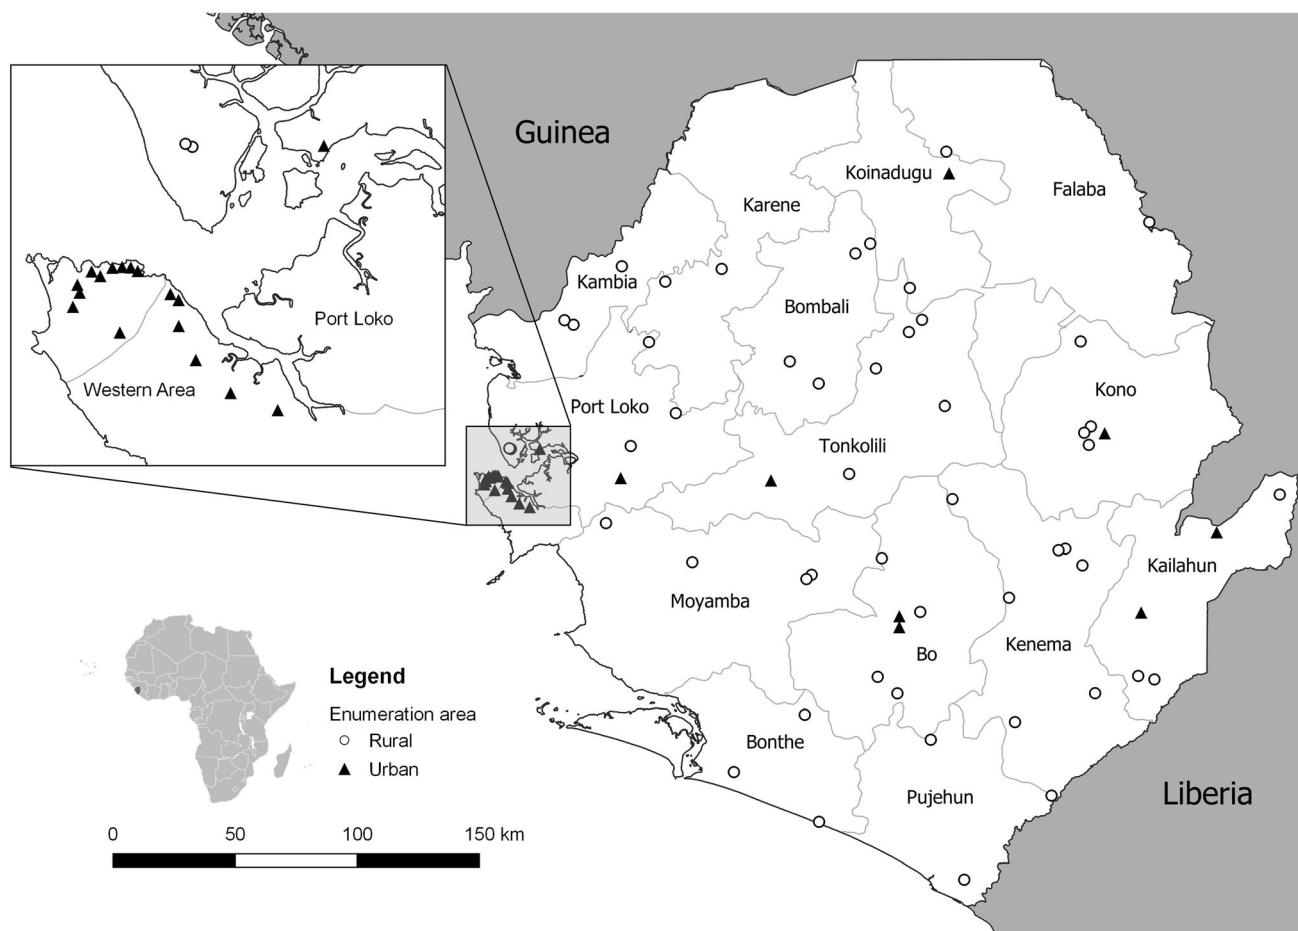 Guinea
Koinadugu
Falaba
Karene
Kambia
Bombali
Port Loko
Western Area
Kono
Port Loko
Tonkolili
Kailahun
Moyamba
Kenema
Bo
Legend
Enumeration area
Rural
Urban
Bonthe
Pujehun
Liberia
0 50 100 150 km